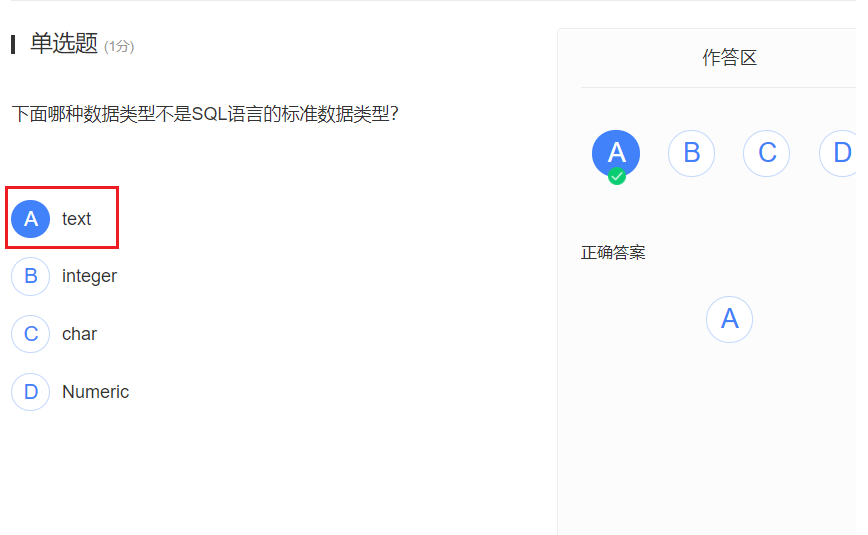 单选题 (1分)
下面哪种数据类型不是SQL语言的标准数据类型?
A text
B integer
C char
D Numeric
作答区
A B C D
正确答案
A